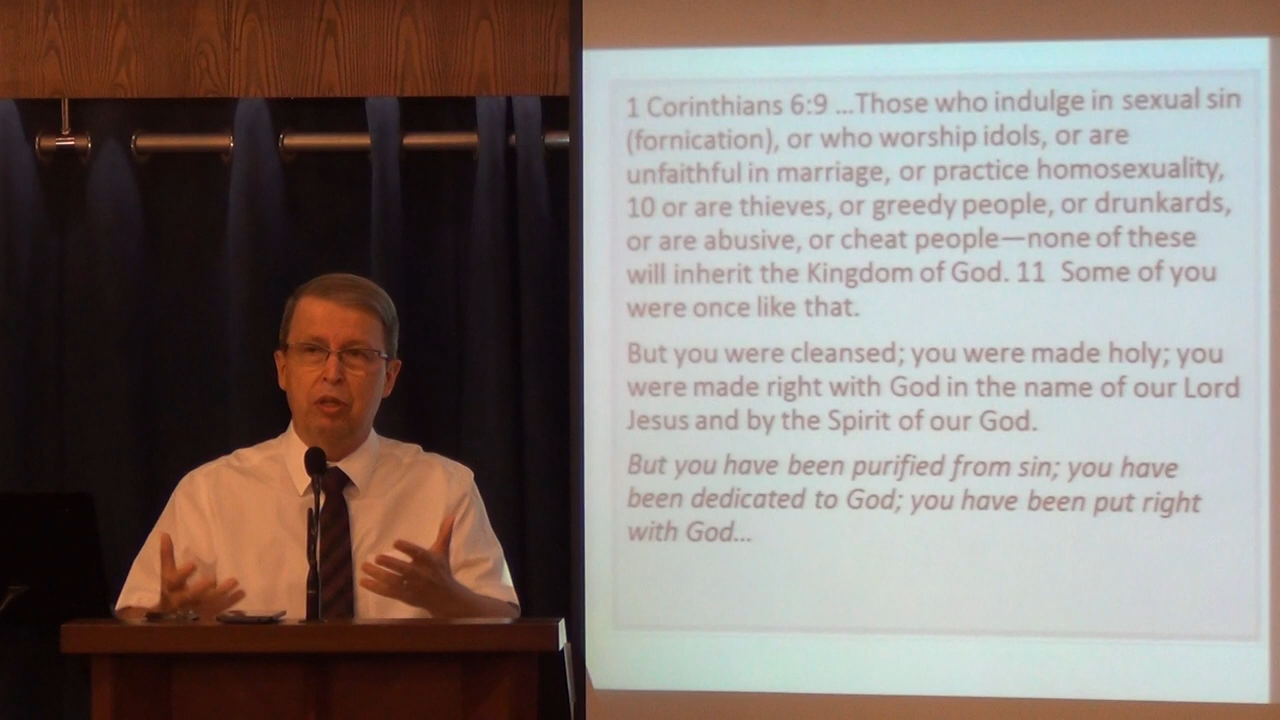 1 Corinthians 6:9 ...Those who indulge in sexual sin
(fornication), or who worship idols, or are
unfaithful in marriage, or practice homosexuality,
10 or are thieves, or greedy people, or drunkards,
or are abusive, or cheat people—none of these
will inherit the Kingdom of God. 11 Some of you
were once like that.
But you were cleansed; you were made holy; you
were made right with God in the name of our Lord
Jesus and by the Spirit of our God.
But you have been purified from sin; you have
been dedicated to God; you have been put right
with God...